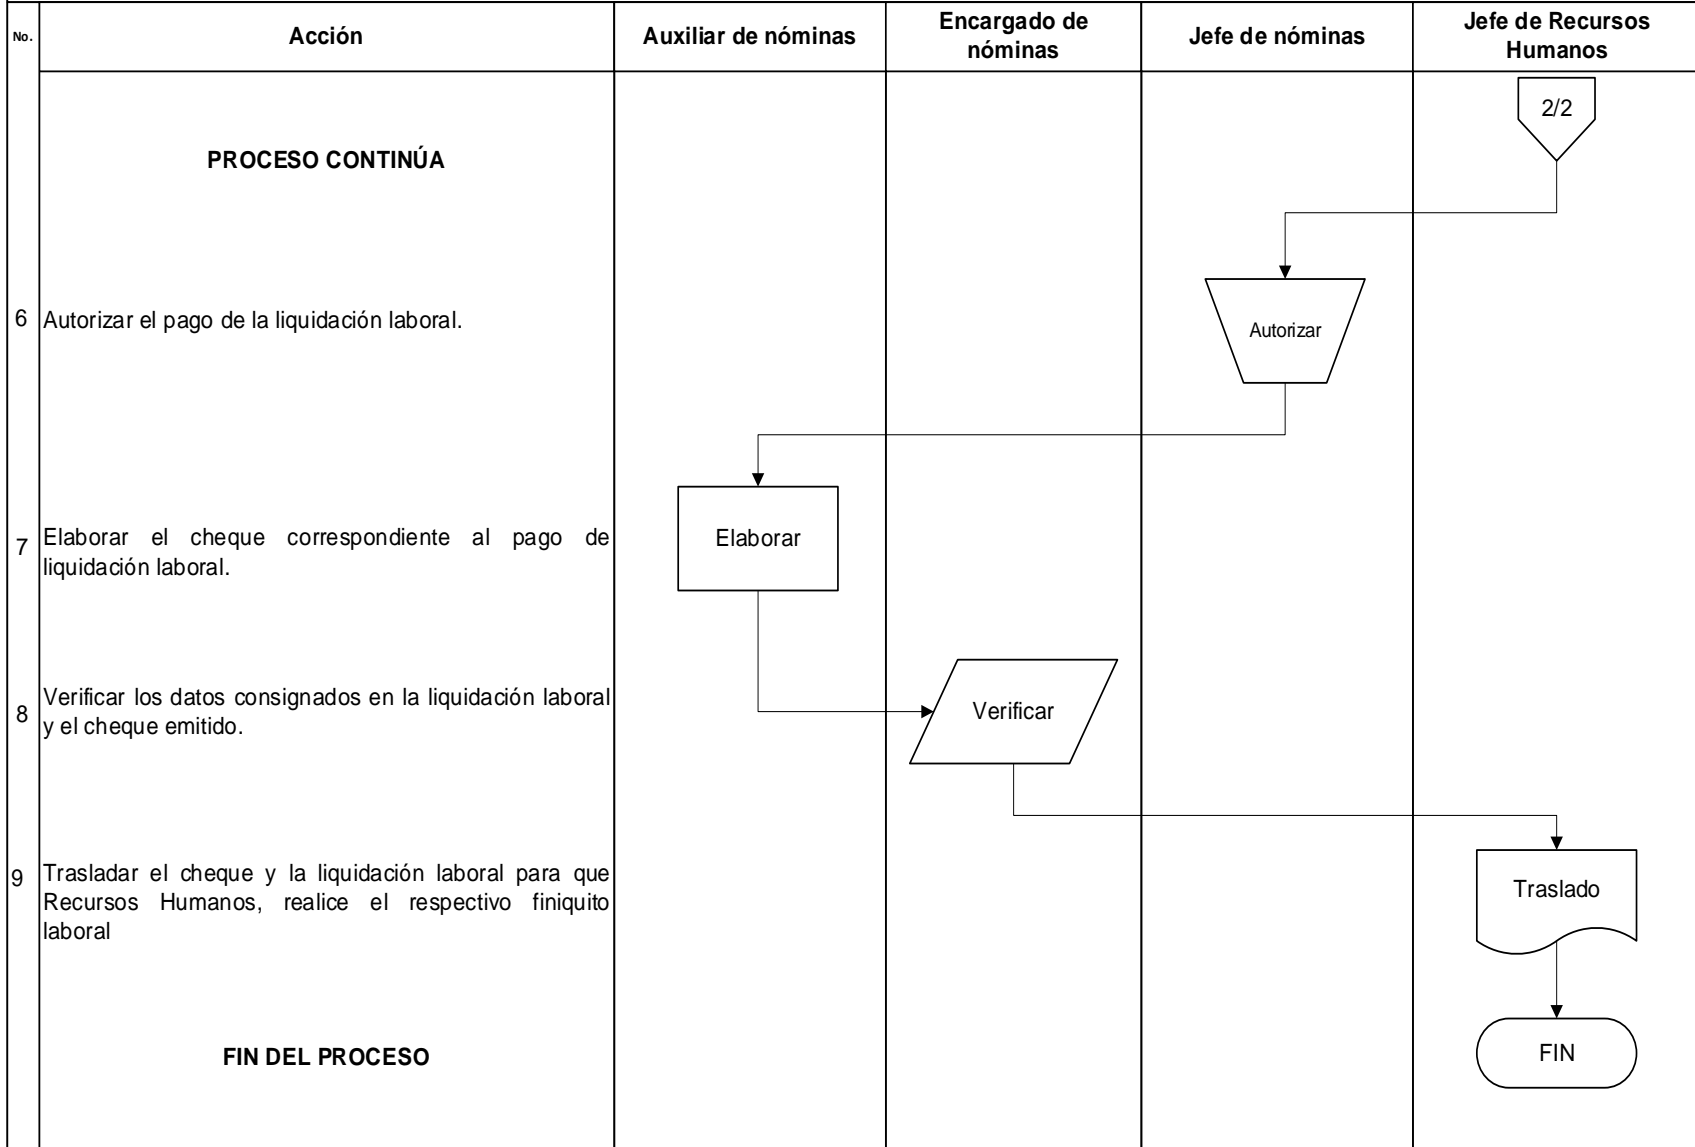 No.
Acción
Auxiliar de nóminas
Encargado de
nóminas
Jefe de nóminas
Jefe de Recursos
Humanos
2/2
PROCESO CONTINÚA
6
Autorizar el pago de la liquidación laboral.
Autorizar
7
Elaborar el cheque correspondiente al pago de
liquidación laboral.
Elaborar
8
Verificar los datos consignados en la liquidación laboral
y el cheque emitido.
Verificar
9
Trasladar el cheque y la liquidación laboral para que
Recursos Humanos, realice el respectivo finiquito
laboral
Traslado
FIN DEL PROCESO
FIN